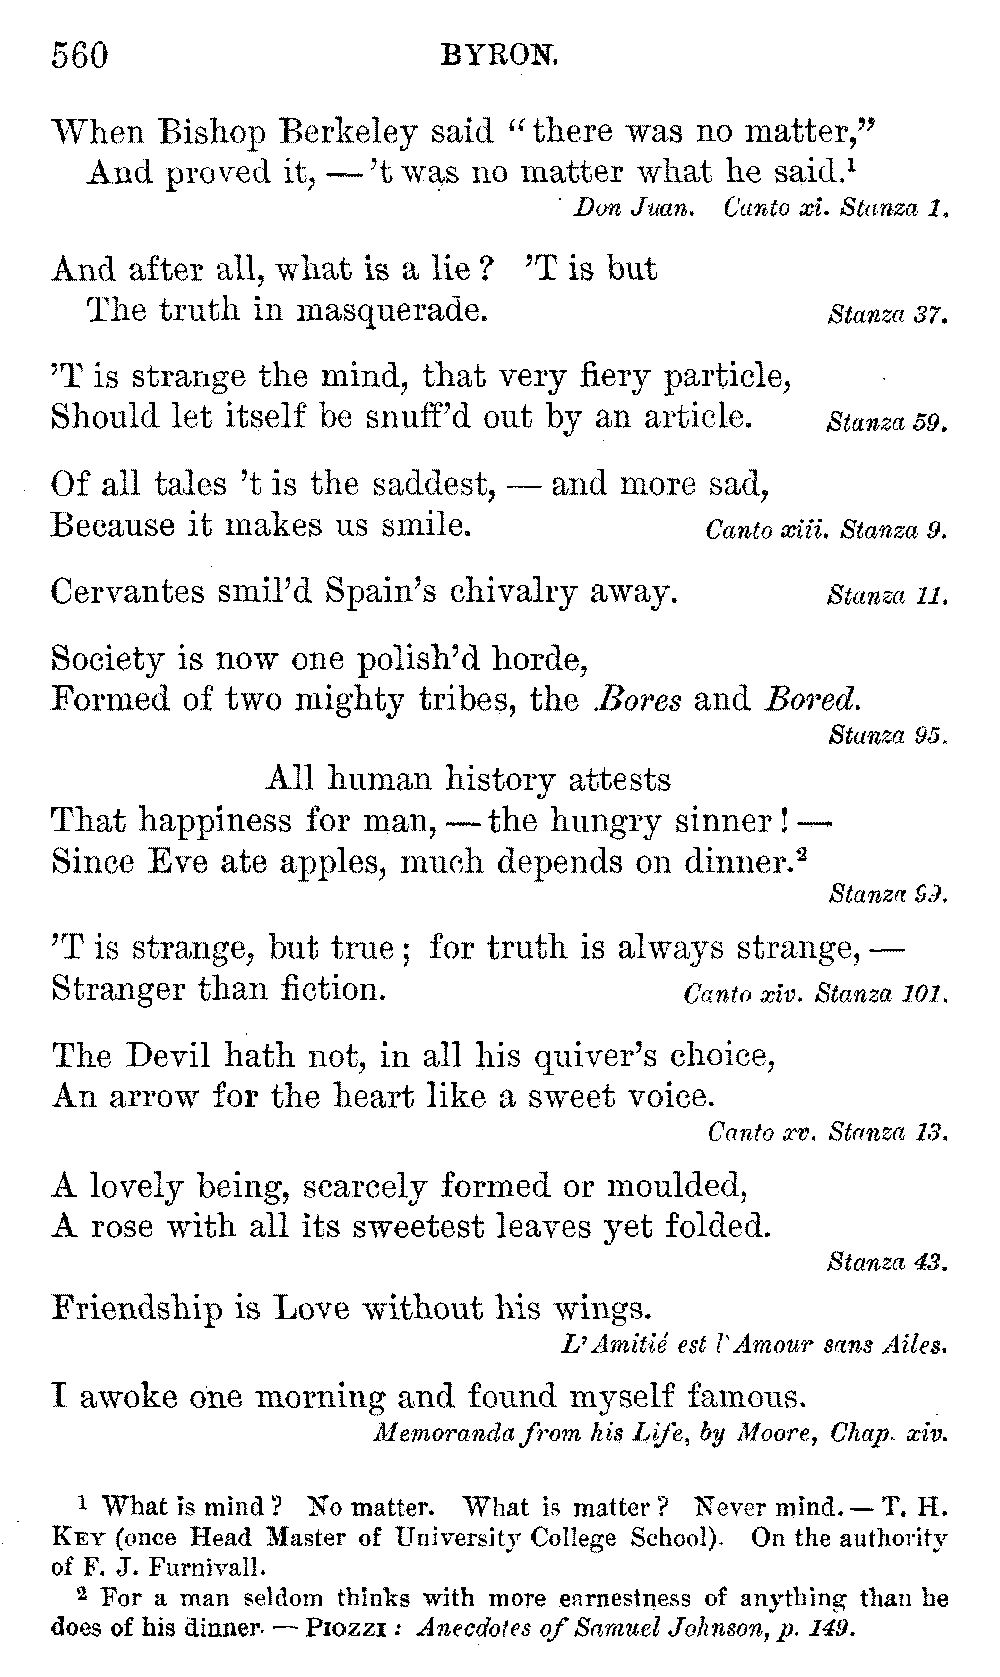 560 BYRON.
When Bishop Berkeley said “there was no matter,”
And proved it, — ’t was no matter what he said.¹
Don Juan. Canto xi. Stanza 1.
And after all, what is a lie? ’T is but
The truth in masquerade. Stanza 37.
’T is strange the mind, that very fiery particle,
Should let itself be snuff’d out by an article. Stanza 59.
Of all tales ’t is the saddest, — and more sad,
Because it makes us smile. Canto xiii. Stanza 9.
Cervantes smil’d Spain’s chivalry away. Stanza 11.
Society is now one polish’d horde,
Formed of two mighty tribes, the Bores and Bored.
Stanza 95.
All human history attests
That happiness for man, — the hungry sinner! —
Since Eve ate apples, much depends on dinner.²
Stanza 99.
’T is strange, but true; for truth is always strange, —
Stranger than fiction. Canto xiv. Stanza 101.
The Devil hath not, in all his quiver’s choice,
An arrow for the heart like a sweet voice.
Canto xv. Stanza 13.
A lovely being, scarcely formed or moulded,
A rose with all its sweetest leaves yet folded.
Stanza 43.
Friendship is Love without his wings.
L’Amitié est l’Amour sans Ailes.
I awoke one morning and found myself famous.
Memoranda from his Life, by Moore, Chap. xiv.
¹ What is mind? No matter. What is matter? Never mind. — T. H.
KEY (once Head Master of University College School). On the authority
of F. J. Furnivall.
² For a man seldom thinks with more earnestness of anything than he
does of his dinner. — PIOZZI: Anecdotes of Samuel Johnson, p. 149.